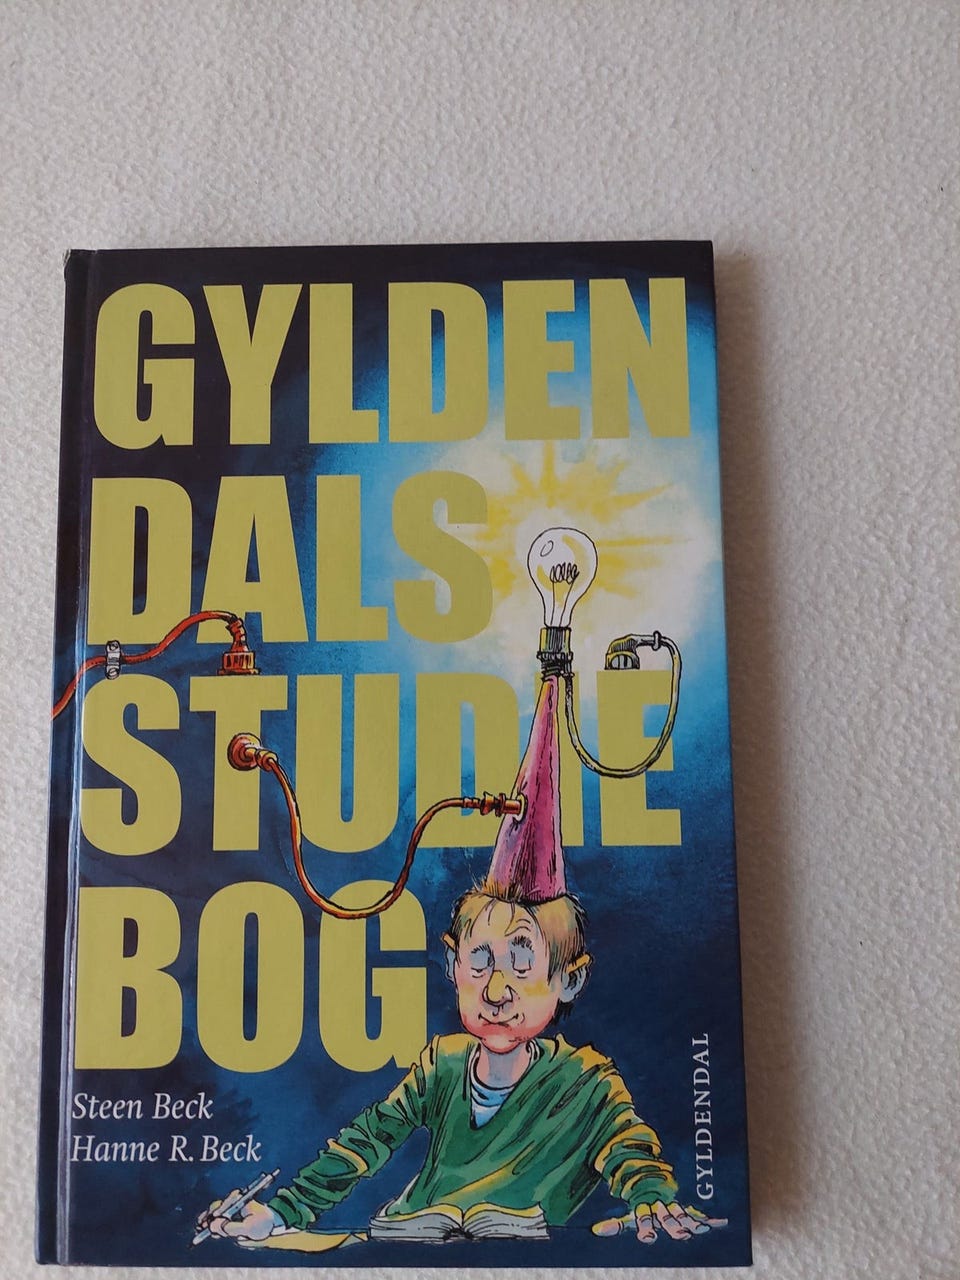 GYLDEN
DALS
STUDIE
BOG
Steen Beck
Hanne R. Beck
GYLDENDAL